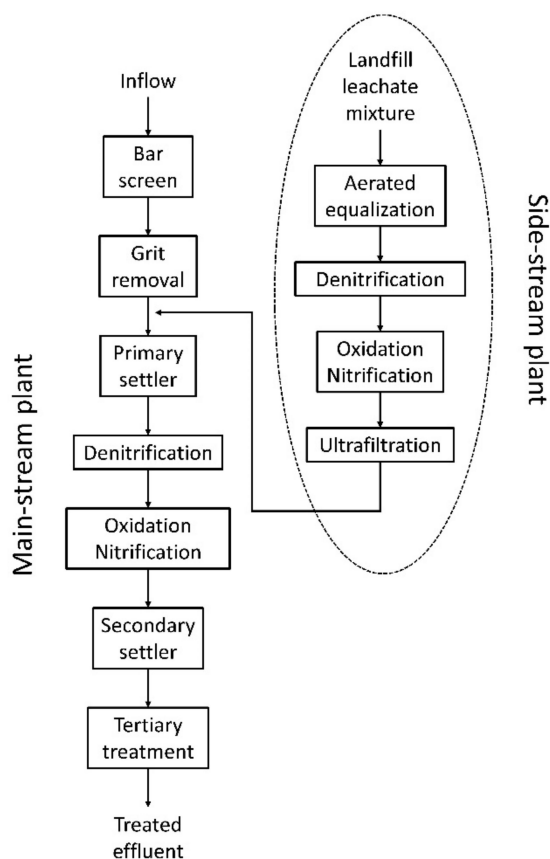 Inflow
Bar
screen
Grit
removal
Primary
settler
Denitrification
Oxidation
Nitrification
Secondary
settler
Tertiary
treatment
Treated
effluent
Main-stream plant
Landfill
leachate
mixture
Aerated
equalization
Denitrification
Oxidation
Nitrification
Ultrafiltration
Side-stream plant